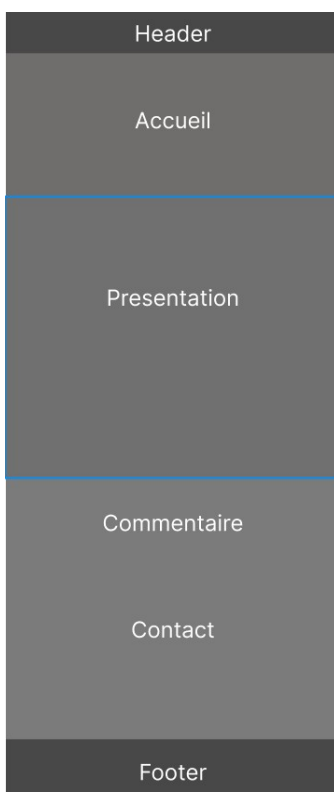 Header
Accueil
Presentation
Commentaire
Contact
Footer